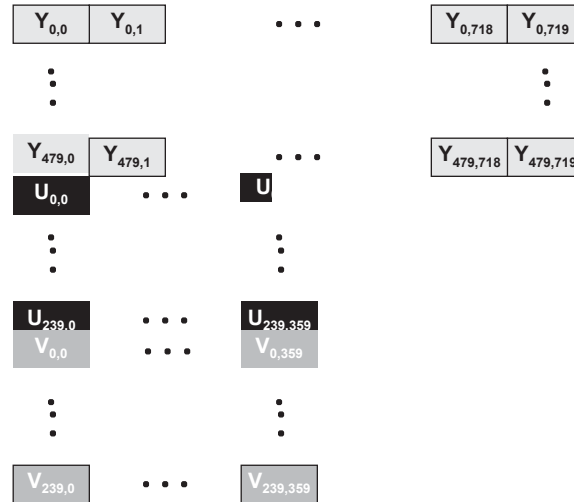 Y0,0 Y0,1 • • • Y0,718 Y0,719
Y479,0 Y479,1 • • • Y479,718 Y479,719
U0,0 • • • U
U239,0 • • • U239,359
V0,0 • • • V0,359
V239,0 • • • V239,359